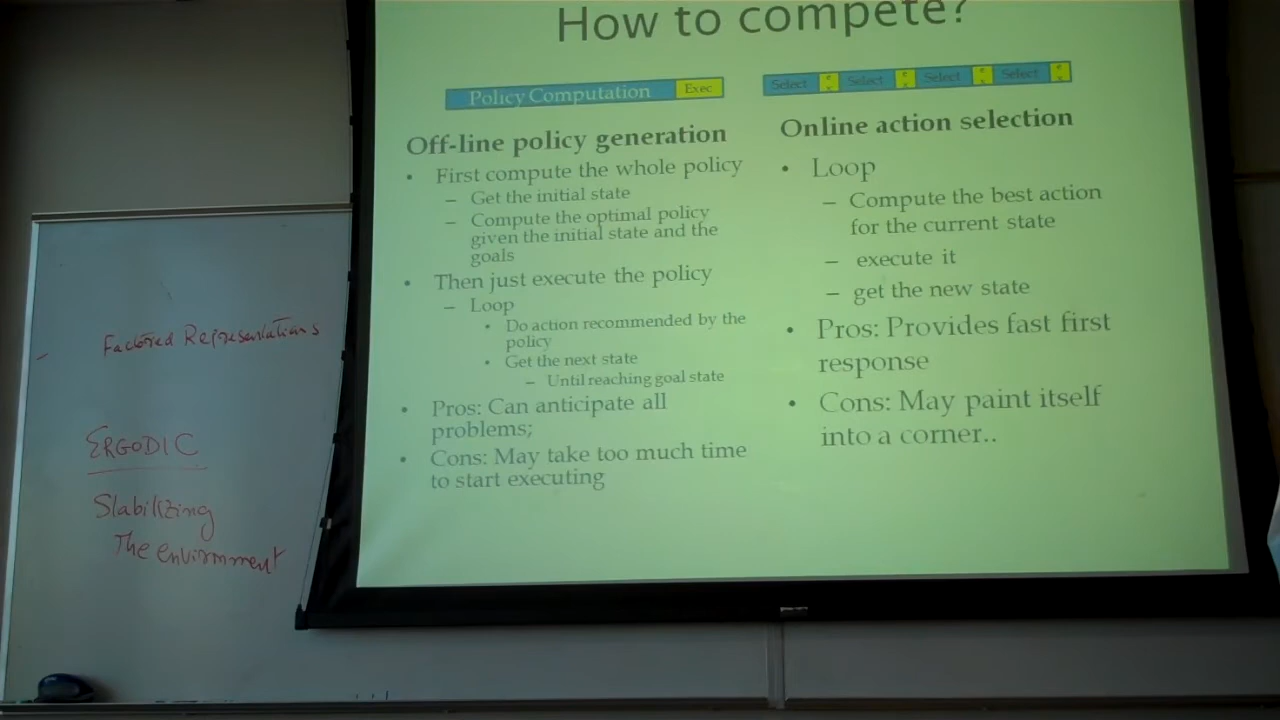 How to compete?
Policy Computation Exec
Select ex Select ex Select ex Select ex
Off-line policy generation
• First compute the whole policy
– Get the initial state
– Compute the optimal policy
given the initial state and the
goals
• Then just execute the policy
– Loop
• Do action recommended by the
policy
• Get the next state
– Until reaching goal state
• Pros: Can anticipate all
problems;
• Cons: May take too much time
to start executing
Online action selection
• Loop
– Compute the best action
for the current state
– execute it
– get the new state
• Pros: Provides fast first
response
• Cons: May paint itself
into a corner..
Factored Representations
ERGODIC
Stabilizing
The environment